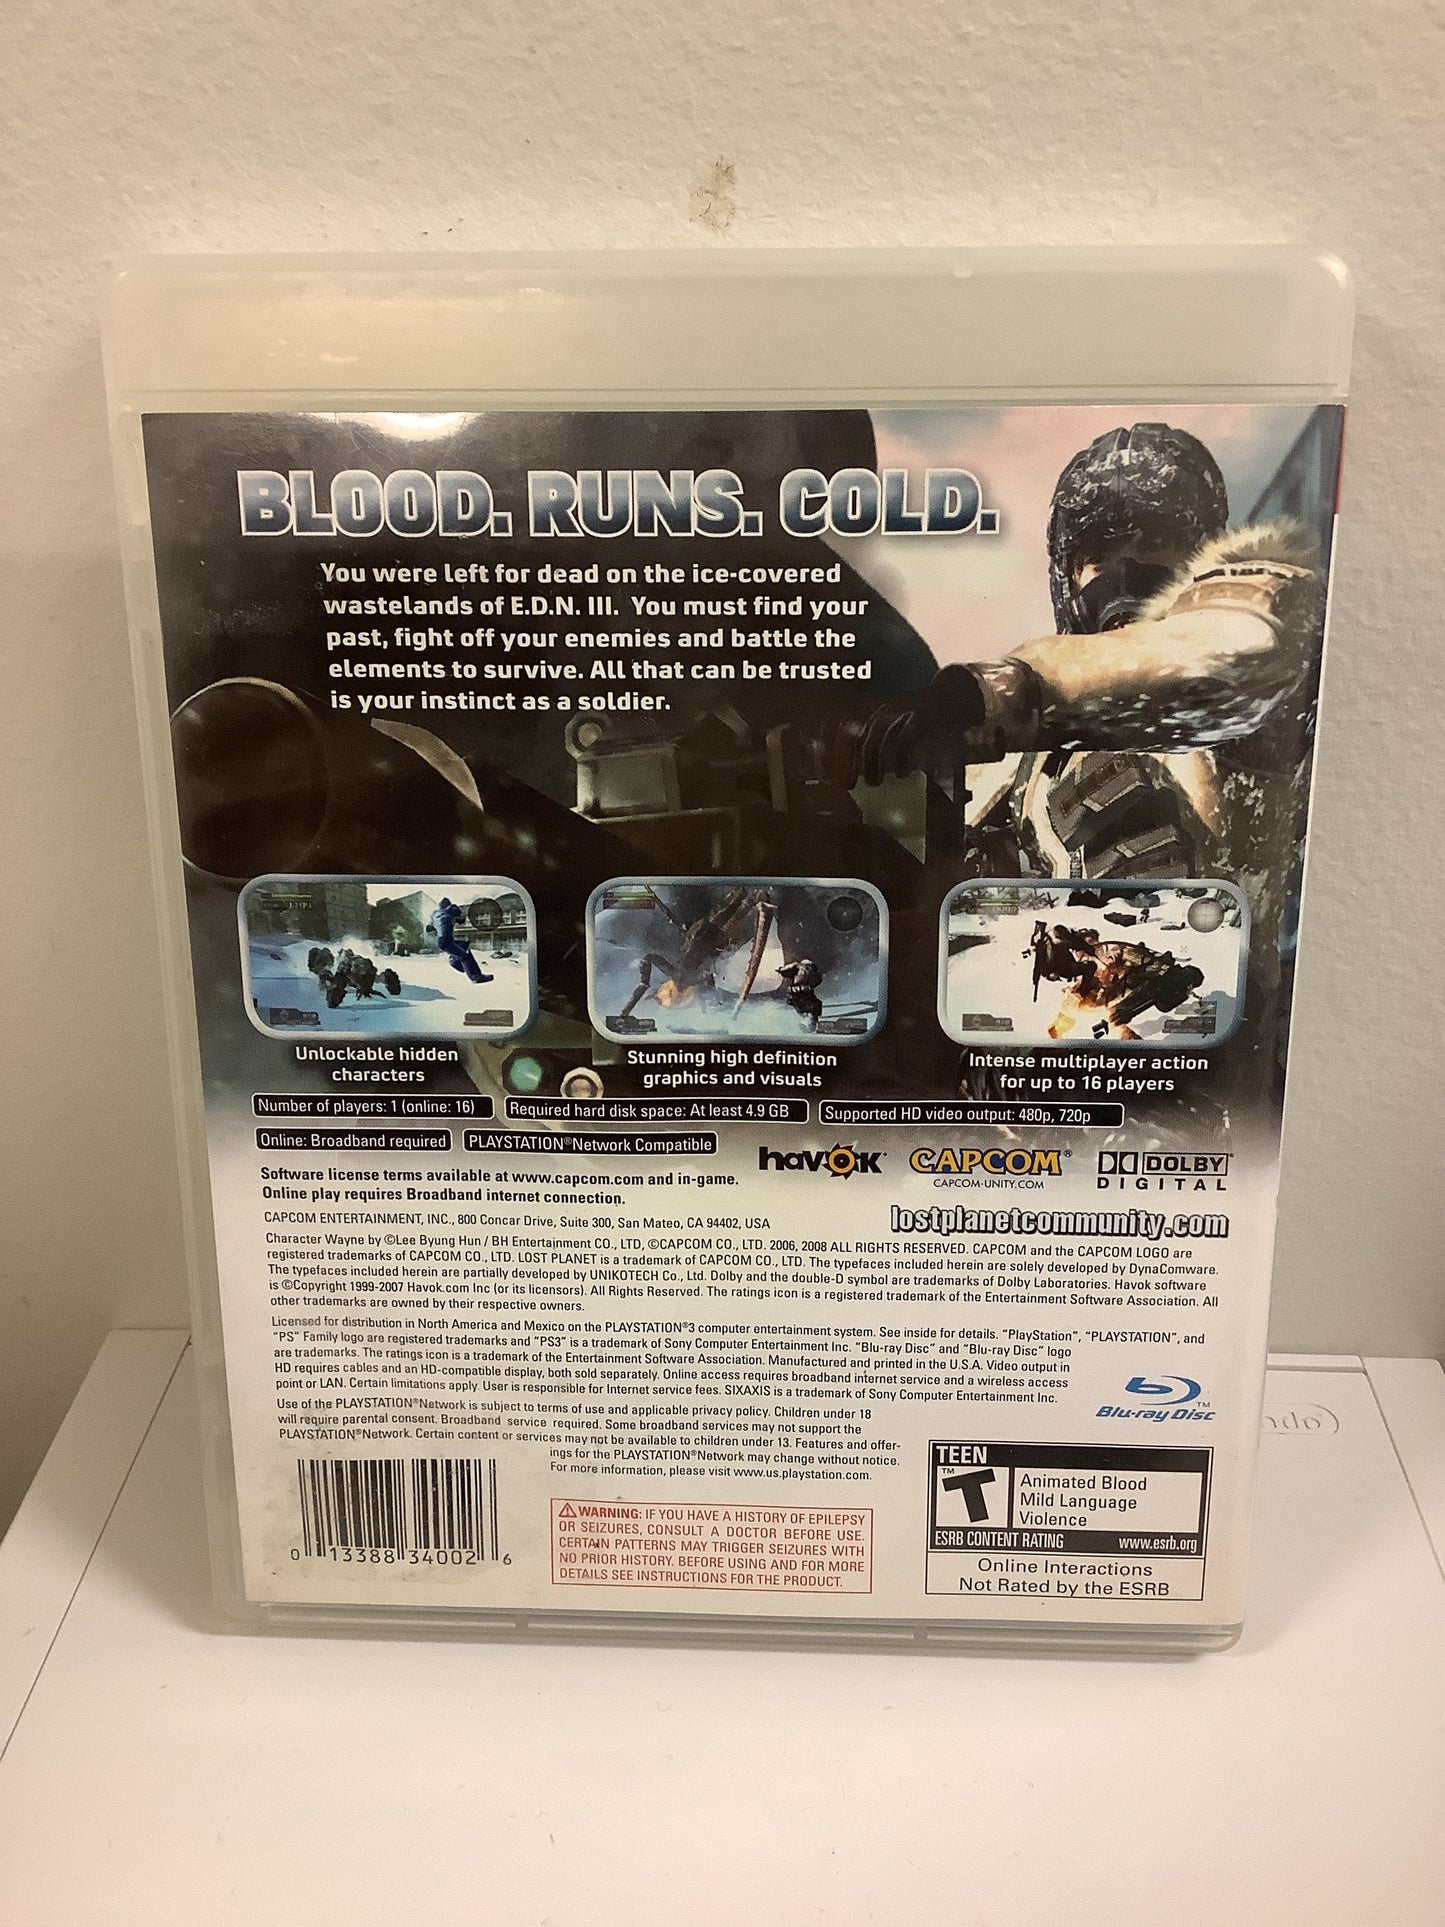 BLOOD. RUNS. COLD.
You were left for dead on the ice-covered
wastelands of E.D.N. III. You must find your
past, fight off your enemies and battle the
elements to survive. All that can be trusted
is your instinct as a soldier.
Unlockable hidden
characters
Stunning high definition
graphics and visuals
Intense multiplayer action
for up to 16 players
Number of players: 1 (online: 16)
Required hard disk space: At least 4.9 GB
Supported HD video output: 480p, 720p
Online: Broadband required
PLAYSTATION®Network Compatible
havok
CAPCOM®
CAPCOM-UNITY.COM
DOLBY
DIGITAL
Software license terms available at www.capcom.com and in-game.
Online play requires Broadband internet connection.
lostplanetcommunity.com
CAPCOM ENTERTAINMENT, INC., 800 Concar Drive, Suite 300, San Mateo, CA 94402, USA
Character Wayne by ©Lee Byung Hun / BH Entertainment CO., LTD, ©CAPCOM CO., LTD. 2006, 2008 ALL RIGHTS RESERVED. CAPCOM and the CAPCOM LOGO are
registered trademarks of CAPCOM CO., LTD. LOST PLANET is a trademark of CAPCOM CO., LTD. The typefaces included herein are solely developed by DynaComware.
The typefaces included herein are partially developed by UNIKOTECH Co., Ltd. Dolby and the double-D symbol are trademarks of Dolby Laboratories. Havok software
is ©Copyright 1999-2007 Havok.com Inc (or its licensors). All Rights Reserved. The ratings icon is a registered trademark of the Entertainment Software Association. All
other trademarks are owned by their respective owners.
Licensed for distribution in North America and Mexico on the PLAYSTATION®3 computer entertainment system. See inside for details. "PlayStation", "PLAYSTATION", and
"PS" Family logo are registered trademarks and "PS3" is a trademark of Sony Computer Entertainment Inc. "Blu-ray Disc" and "Blu-ray Disc" logo
are trademarks. The ratings icon is a trademark of the Entertainment Software Association. Manufactured and printed in the U.S.A. Video output in
HD requires cables and an HD-compatible display, both sold separately. Online access requires broadband internet service and a wireless access
point or LAN. Certain limitations apply. User is responsible for Internet service fees. SIXAXIS is a trademark of Sony Computer Entertainment Inc.
Use of the PLAYSTATION®Network is subject to terms of use and applicable privacy policy. Children under 18
will require parental consent. Broadband service required. Some broadband services may not support the
PLAYSTATION®Network. Certain content or services may not be available to children under 13. Features and offer-
ings for the PLAYSTATION®Network may change without notice.
For more information, please visit www.us.playstation.com.
Blu-ray Disc™
0 13388 34002 6
WARNING: IF YOU HAVE A HISTORY OF EPILEPSY
OR SEIZURES, CONSULT A DOCTOR BEFORE USE.
CERTAIN PATTERNS MAY TRIGGER SEIZURES WITH
NO PRIOR HISTORY. BEFORE USING AND FOR MORE
DETAILS SEE INSTRUCTIONS FOR THE PRODUCT.
TEEN
T™
Animated Blood
Mild Language
Violence
ESRB CONTENT RATING www.esrb.org
Online Interactions
Not Rated by the ESRB